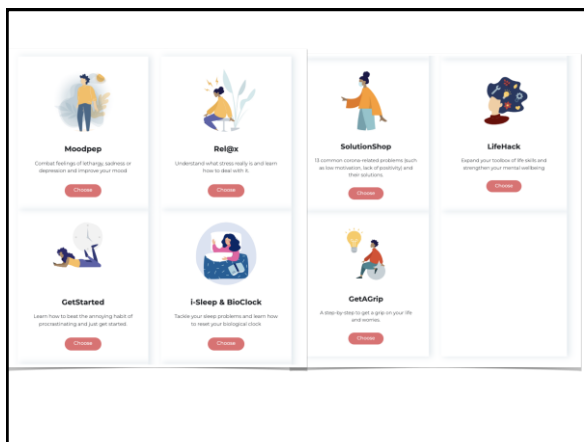 Moodpep
Combat feelings of lethargy, sadness or
depression and improve your mood
Choose
Rel@x
Understand what stress really is and learn
how to deal with it.
Choose
SolutionShop
13 common corona-related problems (such
as low motivation, lack of positivity) and
their solutions.
Choose
LifeHack
Expand your toolbox of life skills and
strengthen your mental wellbeing
Choose
GetStarted
Learn how to beat the annoying habit of
procrastinating and just get started.
Choose
i-Sleep & BioClock
Tackle your sleep problems and learn how
to reset your biological clock
Choose
GetAGrip
A step-by-step to get a grip on your life
and worries.
Choose